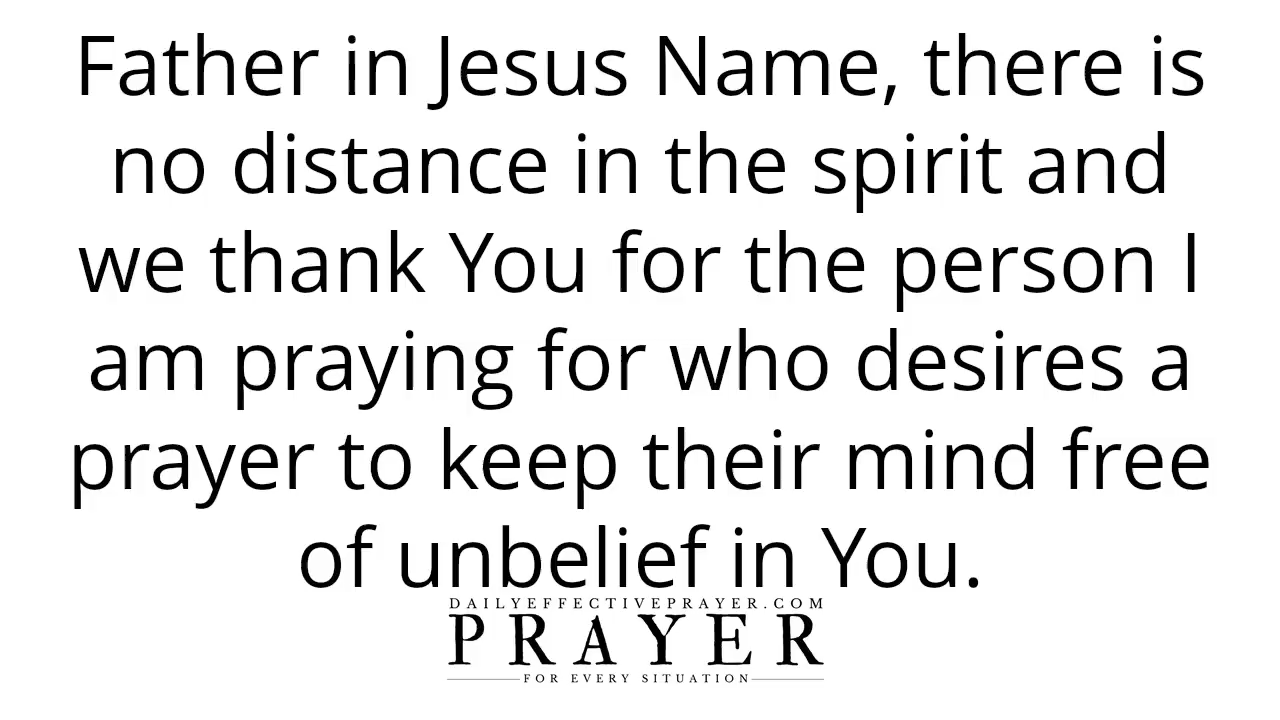 Father in Jesus Name, there is
no distance in the spirit and
we thank You for the person I
am praying for who desires a
prayer to keep their mind free
of unbelief in You.
DAILYEFFECTIVEPRAYER.COM
PRAYER
FOR EVERY SITUATION